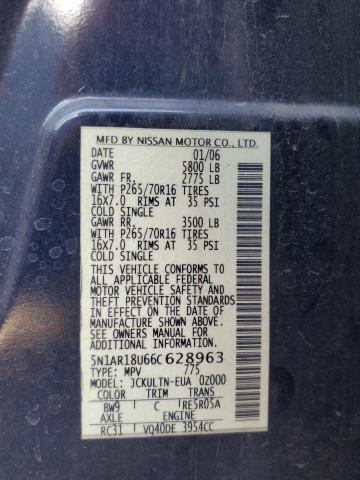 MFD BY NISSAN MOTOR CO., LTD.
DATE 01/06
GVWR 5800 LB
GAWR FR. 2775 LB
WITH P265/70R16 TIRES
16X7.0 RIMS AT 35 PSI
COLD SINGLE
GAWR RR. 3500 LB
WITH P265/70R16 TIRES
16X7.0 RIMS AT 35 PSI
COLD SINGLE
THIS VEHICLE CONFORMS TO
ALL APPLICABLE FEDERAL
MOTOR VEHICLE SAFETY AND
THEFT PREVENTION STANDARDS
IN EFFECT ON THE DATE OF
MANUFACTURE SHOWN ABOVE.
SEE OWNERS MANUAL FOR
ADDITIONAL INFORMATION.
5N1AR18U66C628963
TYPE: MPV 775
MODEL: JCKULTN-EUA 0Z000
COLOR TRIM TRANS
BW9 C RE5R05A
AXLE ENGINE
RC31 VQ40DE 3954CC